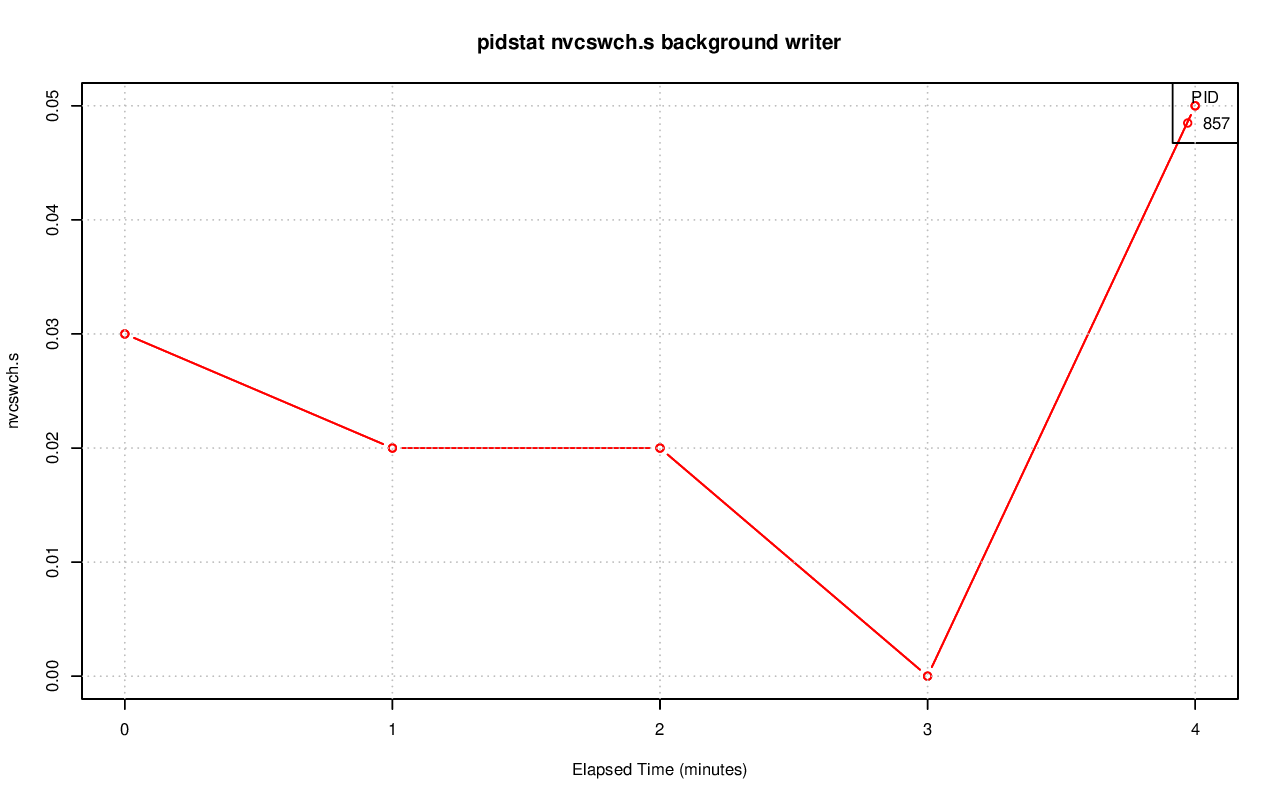 pidstat nvcswch.s background writer
PID
857
nvcswch.s
0.05
0.04
0.03
0.02
0.01
0.00
0 1 2 3 4
Elapsed Time (minutes)